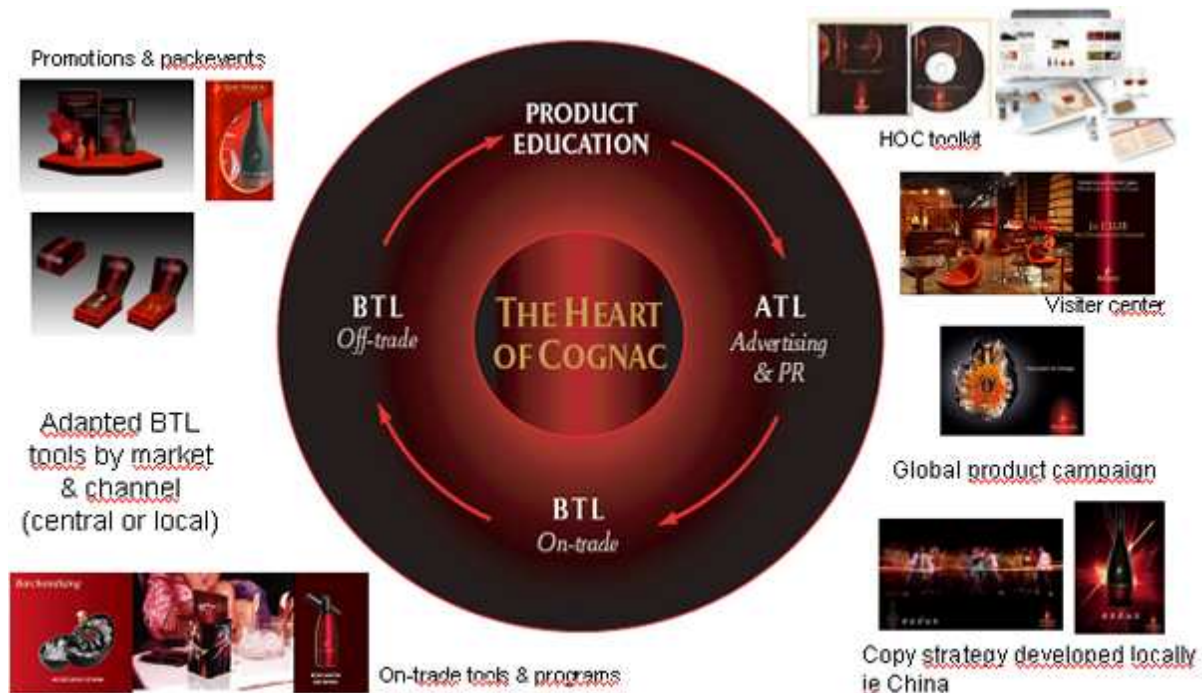 Promotions & packevents
HOC toolkit
PRODUCT
EDUCATION
Visiter center
BTL
Off-trade
THE HEART
OF COGNAC
ATL
Advertising
& PR
Adapted BTL
tools by market
& channel
(central or local)
Global product campaign
BTL
On-trade
On-trade tools & programs
Copy strategy developed locally
ie China